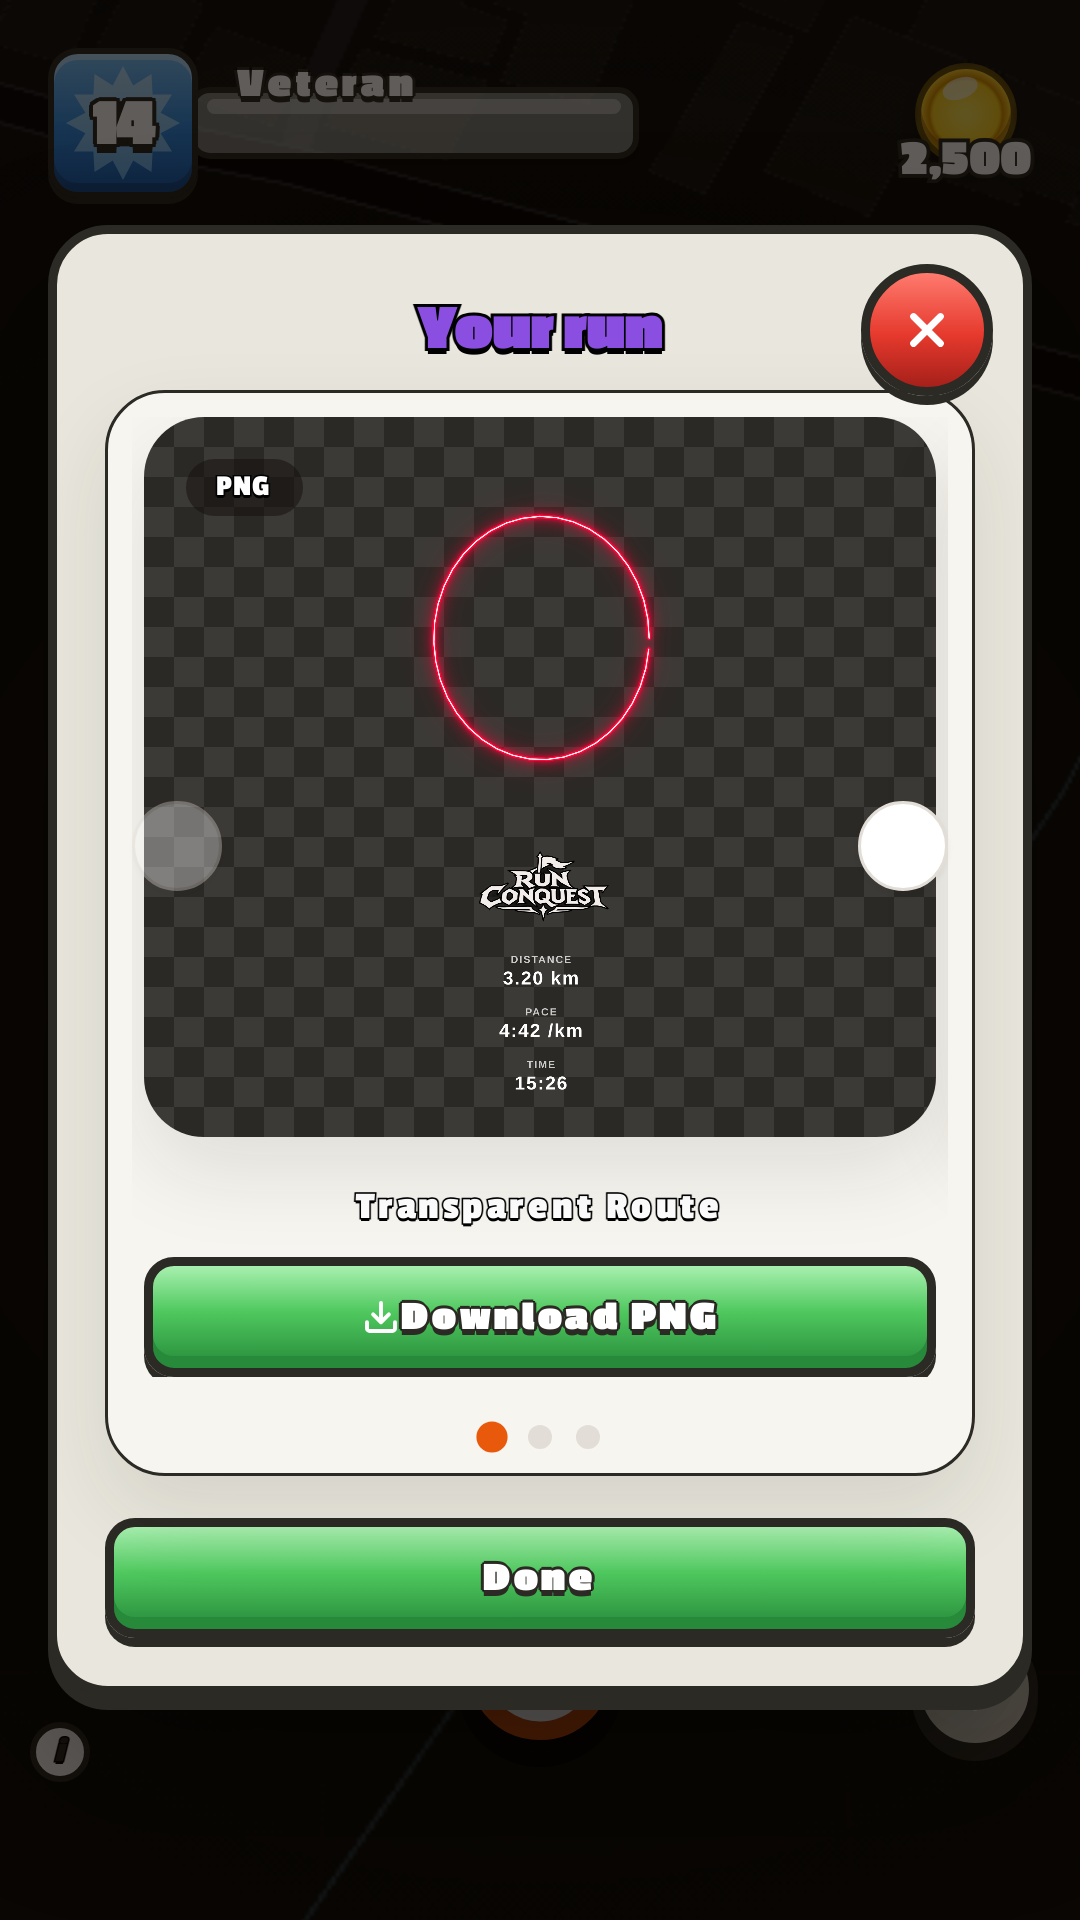 Veteran
14
2,500
Your run
PNG
RUN
CONQUEST
DISTANCE
3.20 km
PACE
4:42 /km
TIME
15:26
Transparent Route
Download PNG
Done
i